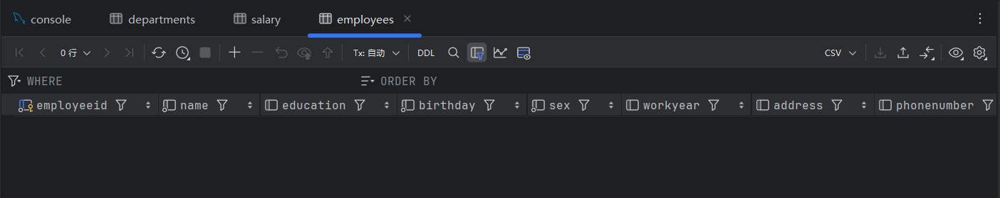 console departments salary employees
0 行 Tx: 自动 DDL CSV
WHERE ORDER BY
employeeid name education birthday sex workyear address phonenumber